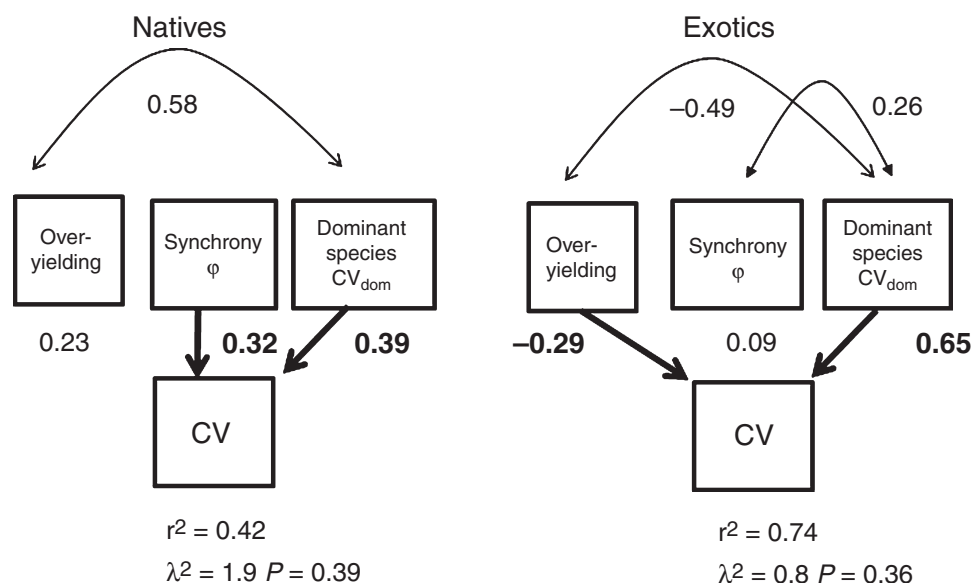 Natives
0.58
Over-
yielding
Synchrony
φ
Dominant
species
CV_dom
0.23
0.32
0.39
CV
r² = 0.42
λ² = 1.9 P = 0.39
Exotics
–0.49
0.26
Over-
yielding
Synchrony
φ
Dominant
species
CV_dom
–0.29
0.09
0.65
CV
r² = 0.74
λ² = 0.8 P = 0.36